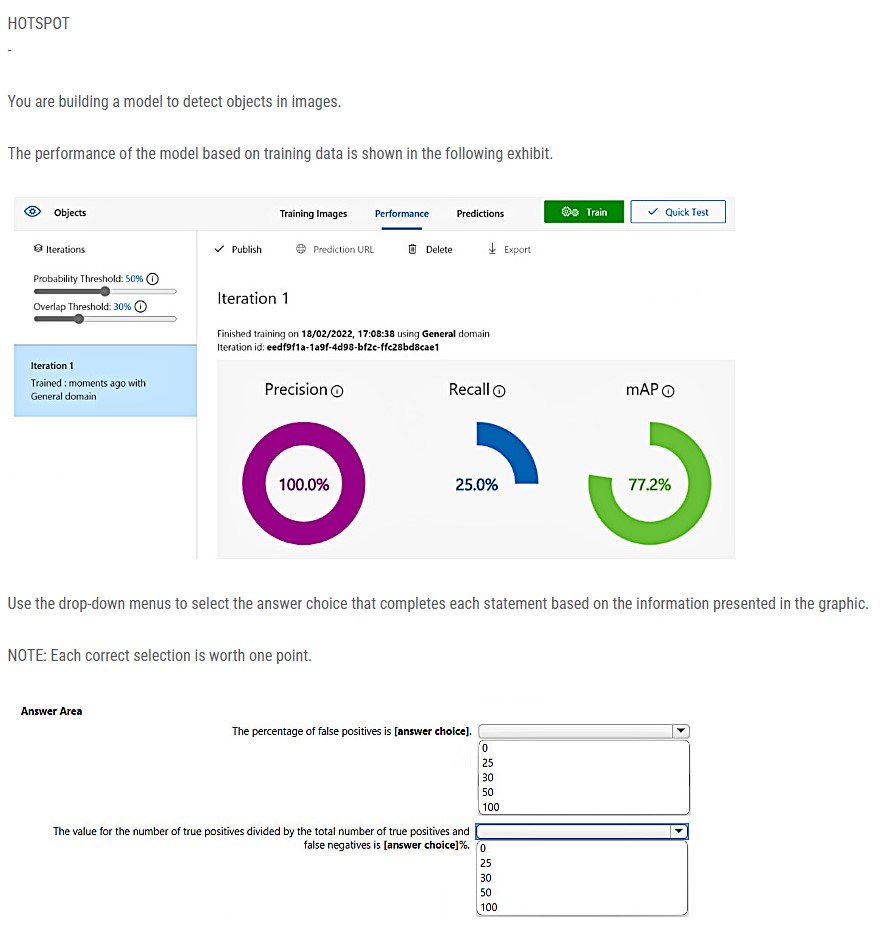 HOTSPOT
-
You are building a model to detect objects in images.
The performance of the model based on training data is shown in the following exhibit.
Objects
Training Images Performance Predictions Train Quick Test
Iterations
Publish Prediction URL Delete Export
Probability Threshold: 50%
Overlap Threshold: 30%
Iteration 1
Finished training on 18/02/2022, 17:08:38 using General domain
Iteration id: eedf9f1a-1a9f-4d98-bf2c-ffc28bd8cae1
Iteration 1
Trained : moments ago with
General domain
Precision Recall mAP
100.0% 25.0% 77.2%
Use the drop-down menus to select the answer choice that completes each statement based on the information presented in the graphic.
NOTE: Each correct selection is worth one point.
Answer Area
The percentage of false positives is [answer choice].
0
25
30
50
100
The value for the number of true positives divided by the total number of true positives and
false negatives is [answer choice]%.
0
25
30
50
100